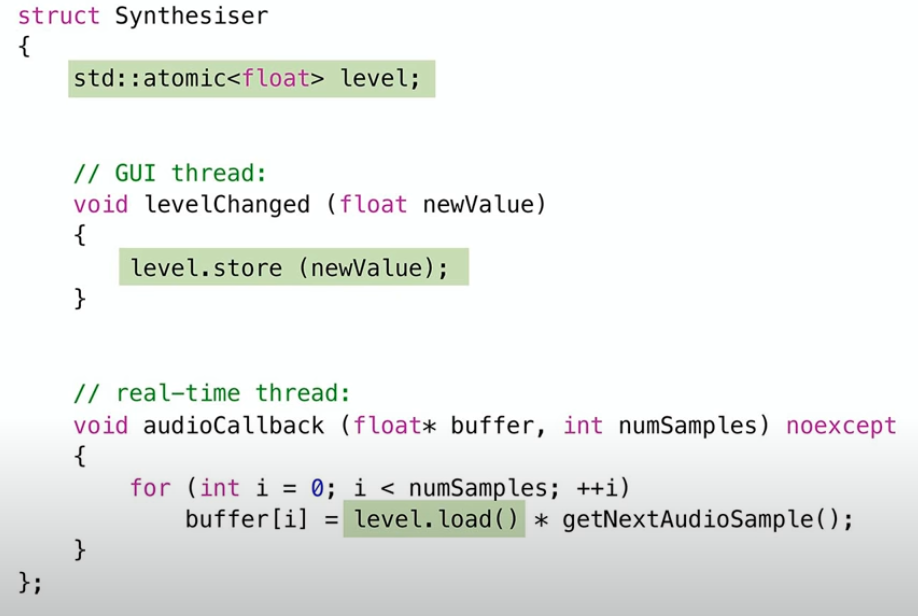 struct Synthesiser
{
std::atomic<float> level;
// GUI thread:
void levelChanged (float newValue)
{
level.store (newValue);
}
// real-time thread:
void audioCallback (float* buffer, int numSamples) noexcept
{
for (int i = 0; i < numSamples; ++i)
buffer[i] = level.load() * getNextAudioSample();
}
};